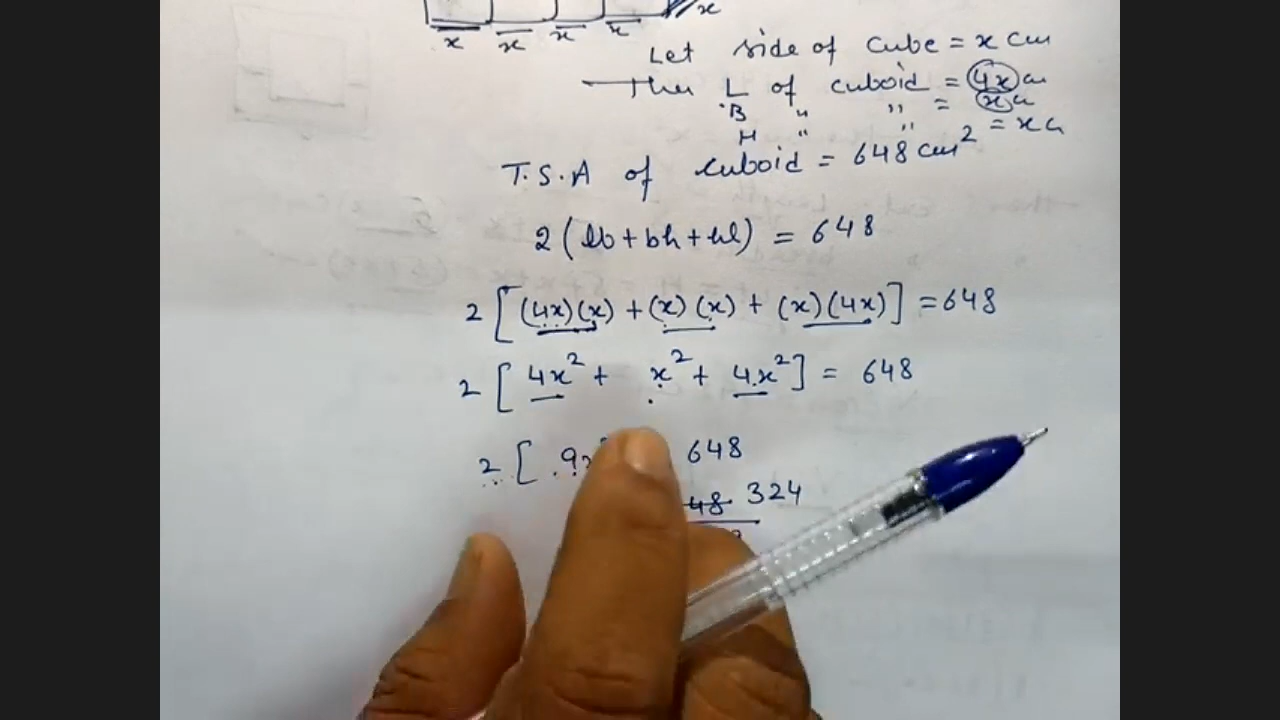 x x x x x
Let side of cube = x cm
Then L of cuboid = 4x cm
B " " = x cm
H " " = x cm
T.S.A of cuboid = 648 cm²
2 (lb + bh + hl) = 648
2 [(4x)(x) + (x)(x) + (x)(4x)] = 648
2 [4x² + x² + 4x²] = 648
2 [ 9x 648
48 324